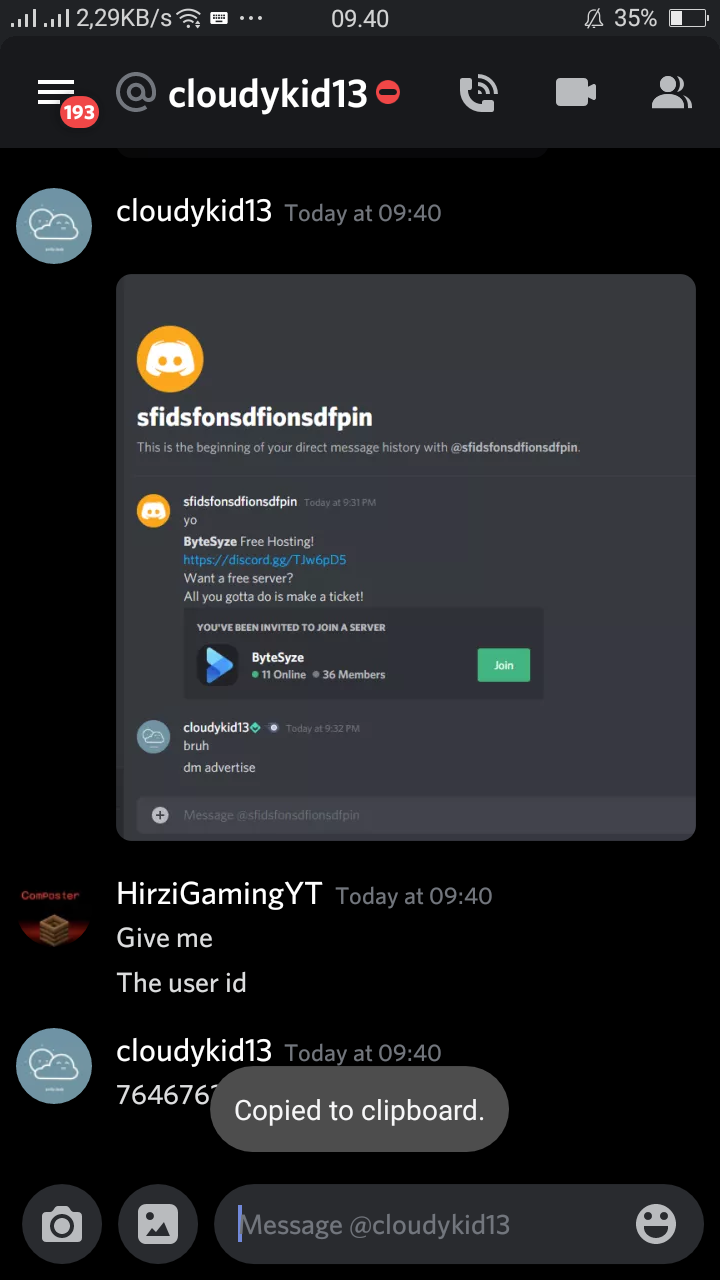 2,29KB/s
09.40
35%
193
cloudykid13
cloudykid13 Today at 09:40
sfidsfonsdfionsdfpin
This is the beginning of your direct message history with @sfidsfonsdfionsdfpin.
sfidsfonsdfionsdfpin Today at 9:31 PM
yo
ByteSyze Free Hosting!
https://discord.gg/TJw6pD5
Want a free server?
All you gotta do is make a ticket!
YOU'VE BEEN INVITED TO JOIN A SERVER
ByteSyze
11 Online 36 Members
Join
cloudykid13 Today at 9:32 PM
bruh
dm advertise
Message @sfidsfonsdfionsdfpin
Composter
HirziGamingYT Today at 09:40
Give me
The user id
cloudykid13 Today at 09:40
764676
Copied to clipboard.
Message @cloudykid13